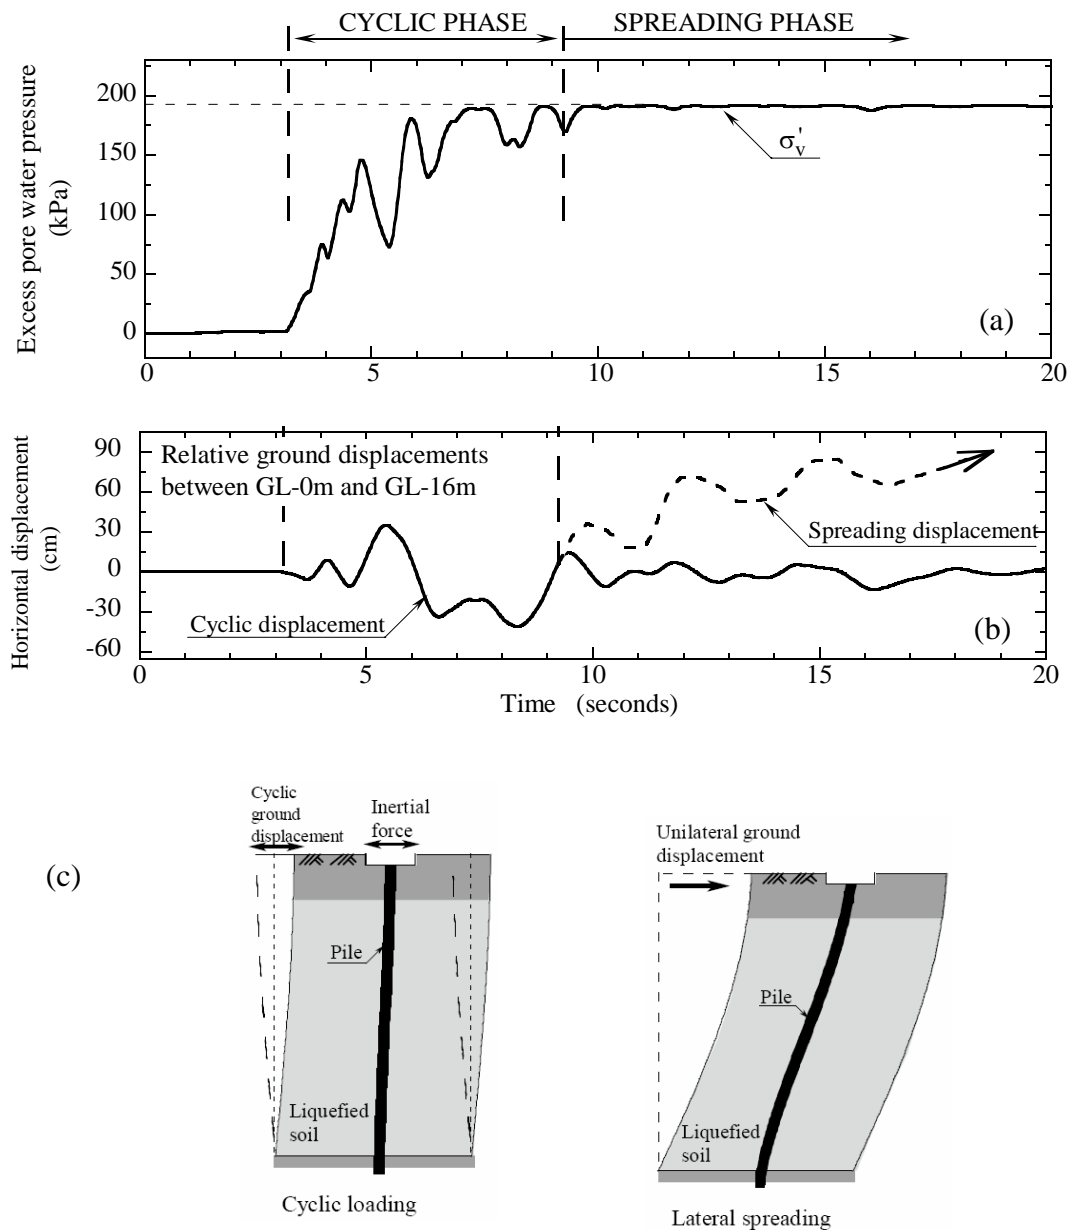 CYCLIC PHASE SPREADING PHASE
Excess pore water pressure
(kPa)
200
150
100
50
0
σv'
(a)
0 5 10 15 20
Horizontal displacement
(cm)
90
60
30
0
-30
-60
Relative ground displacements
between GL-0m and GL-16m
Spreading displacement
Cyclic displacement
(b)
0 5 10 15 20
Time (seconds)
(c)
Cyclic
ground
displacement
Inertial
force
Pile
Liquefied
soil
Cyclic loading
Unilateral ground
displacement
Pile
Liquefied
soil
Lateral spreading